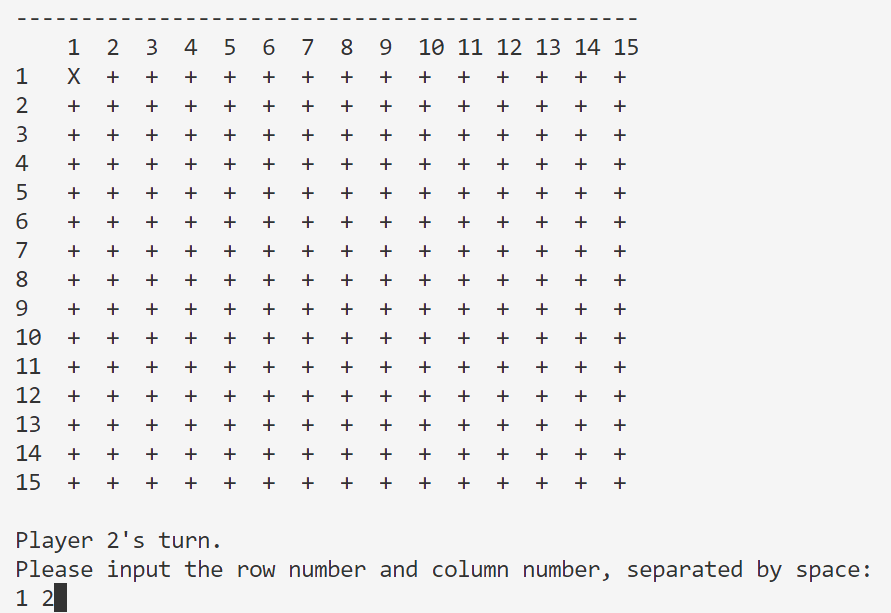 ------------------------------------------------
    1  2  3  4  5  6  7  8  9  10 11 12 13 14 15
1   X  +  +  +  +  +  +  +  +  +  +  +  +  +  +
2   +  +  +  +  +  +  +  +  +  +  +  +  +  +  +
3   +  +  +  +  +  +  +  +  +  +  +  +  +  +  +
4   +  +  +  +  +  +  +  +  +  +  +  +  +  +  +
5   +  +  +  +  +  +  +  +  +  +  +  +  +  +  +
6   +  +  +  +  +  +  +  +  +  +  +  +  +  +  +
7   +  +  +  +  +  +  +  +  +  +  +  +  +  +  +
8   +  +  +  +  +  +  +  +  +  +  +  +  +  +  +
9   +  +  +  +  +  +  +  +  +  +  +  +  +  +  +
10  +  +  +  +  +  +  +  +  +  +  +  +  +  +  +
11  +  +  +  +  +  +  +  +  +  +  +  +  +  +  +
12  +  +  +  +  +  +  +  +  +  +  +  +  +  +  +
13  +  +  +  +  +  +  +  +  +  +  +  +  +  +  +
14  +  +  +  +  +  +  +  +  +  +  +  +  +  +  +
15  +  +  +  +  +  +  +  +  +  +  +  +  +  +  +

Player 2's turn.
Please input the row number and column number, separated by space:
1 2